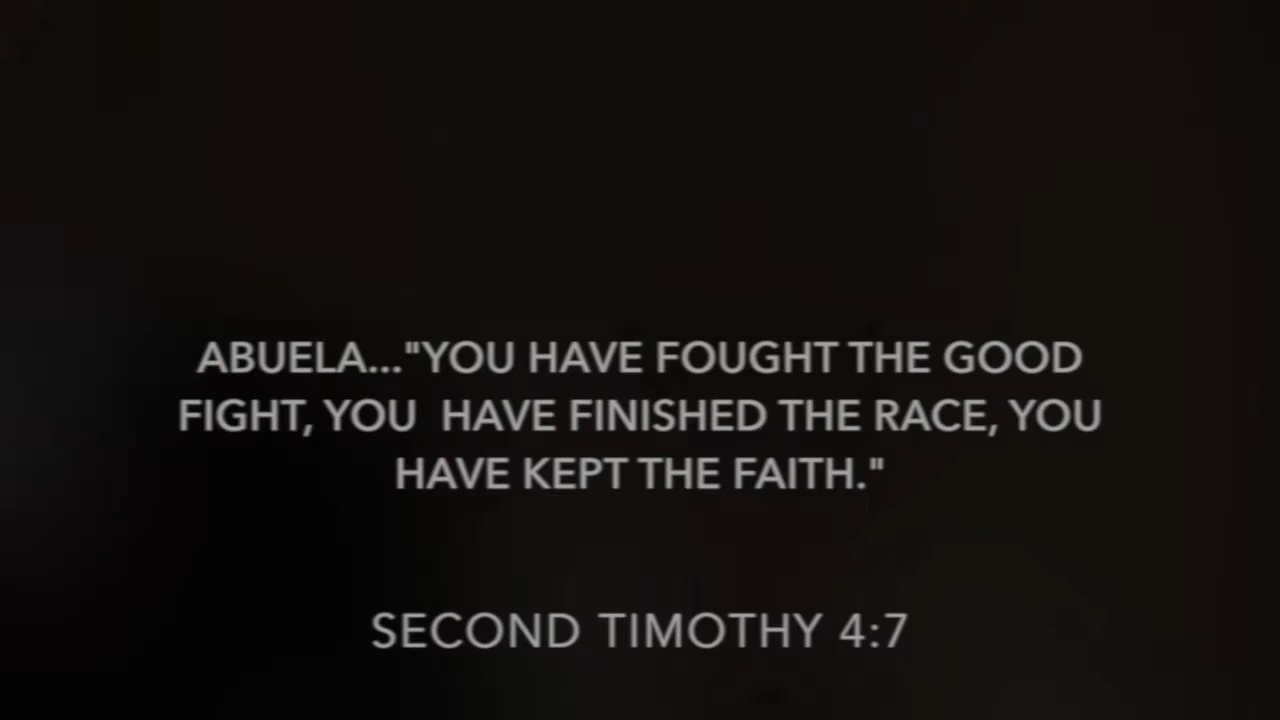 ABUELA..."YOU HAVE FOUGHT THE GOOD
FIGHT, YOU  HAVE FINISHED THE RACE, YOU
HAVE KEPT THE FAITH."
SECOND TIMOTHY 4:7